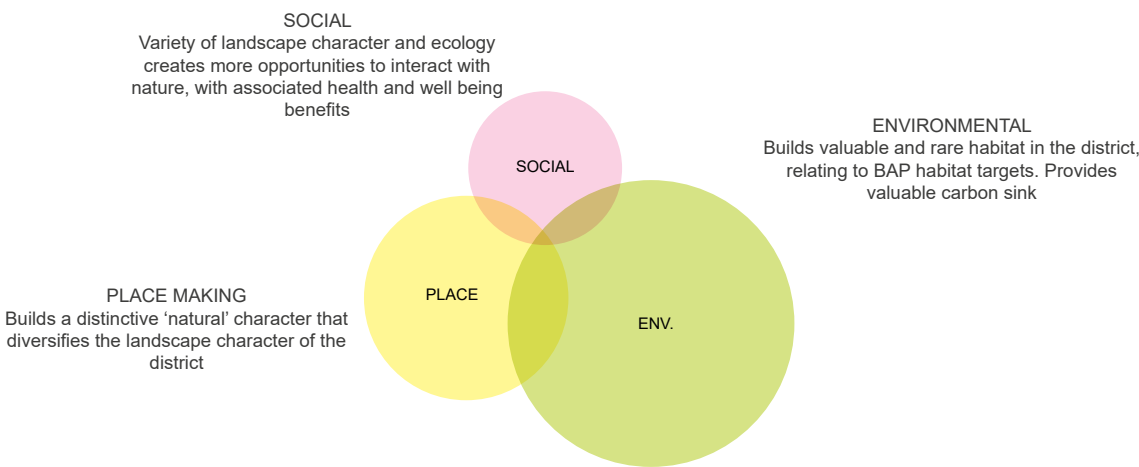 SOCIAL
Variety of landscape character and ecology
creates more opportunities to interact with
nature, with associated health and well being
benefits
ENVIRONMENTAL
Builds valuable and rare habitat in the district,
relating to BAP habitat targets. Provides
valuable carbon sink
SOCIAL
PLACE MAKING
Builds a distinctive ‘natural’ character that
diversifies the landscape character of the
district
PLACE
ENV.